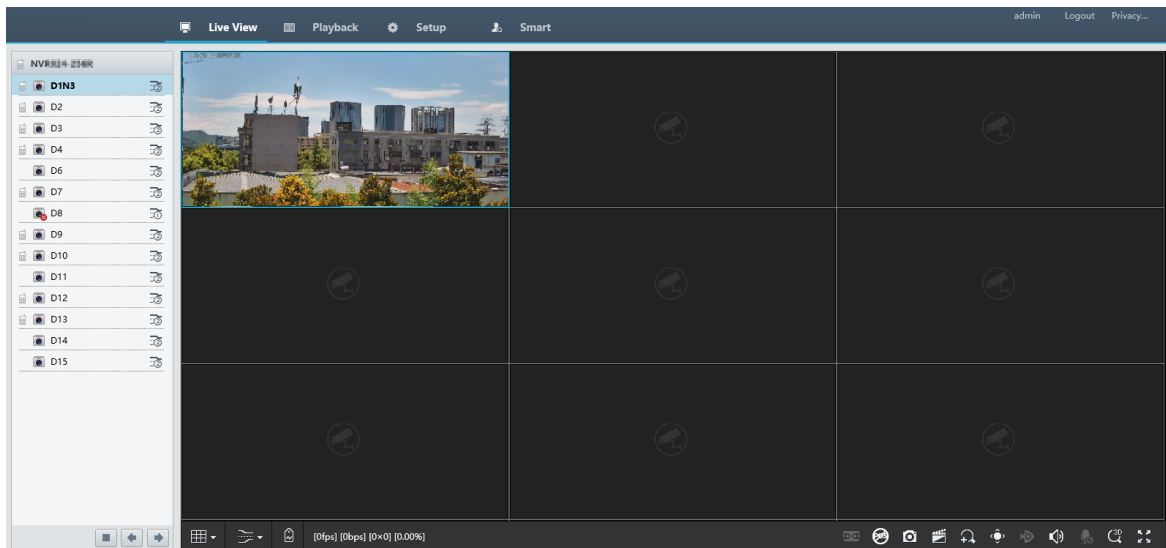 admin Logout Privacy...
Live View Playback Setup Smart
D1N3
D2
D3
D4
D6
D7
D8
D9
D10
D11
D12
D13
D14
D15
[0fps] [0bps] [0×0] [0.00%]